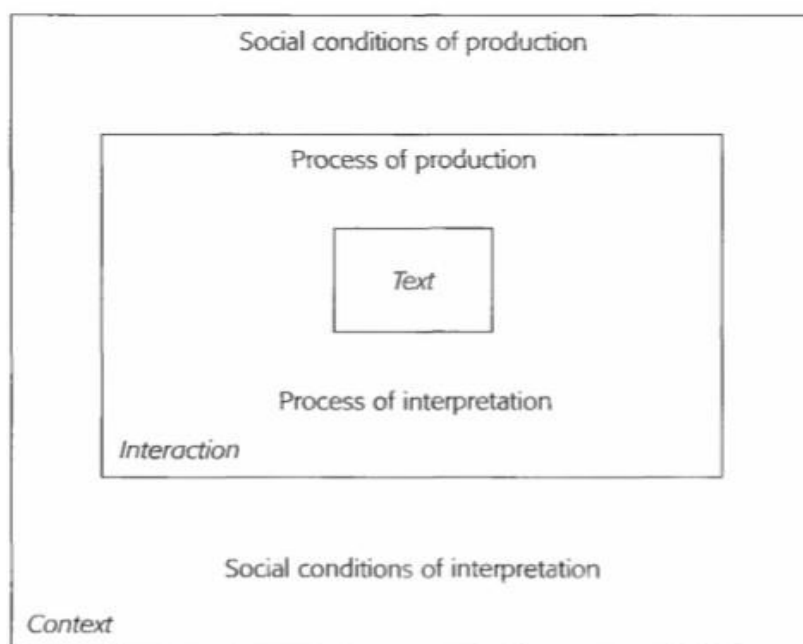 Social conditions of production
Process of production
Text
Process of interpretation
Interaction
Social conditions of interpretation
Context